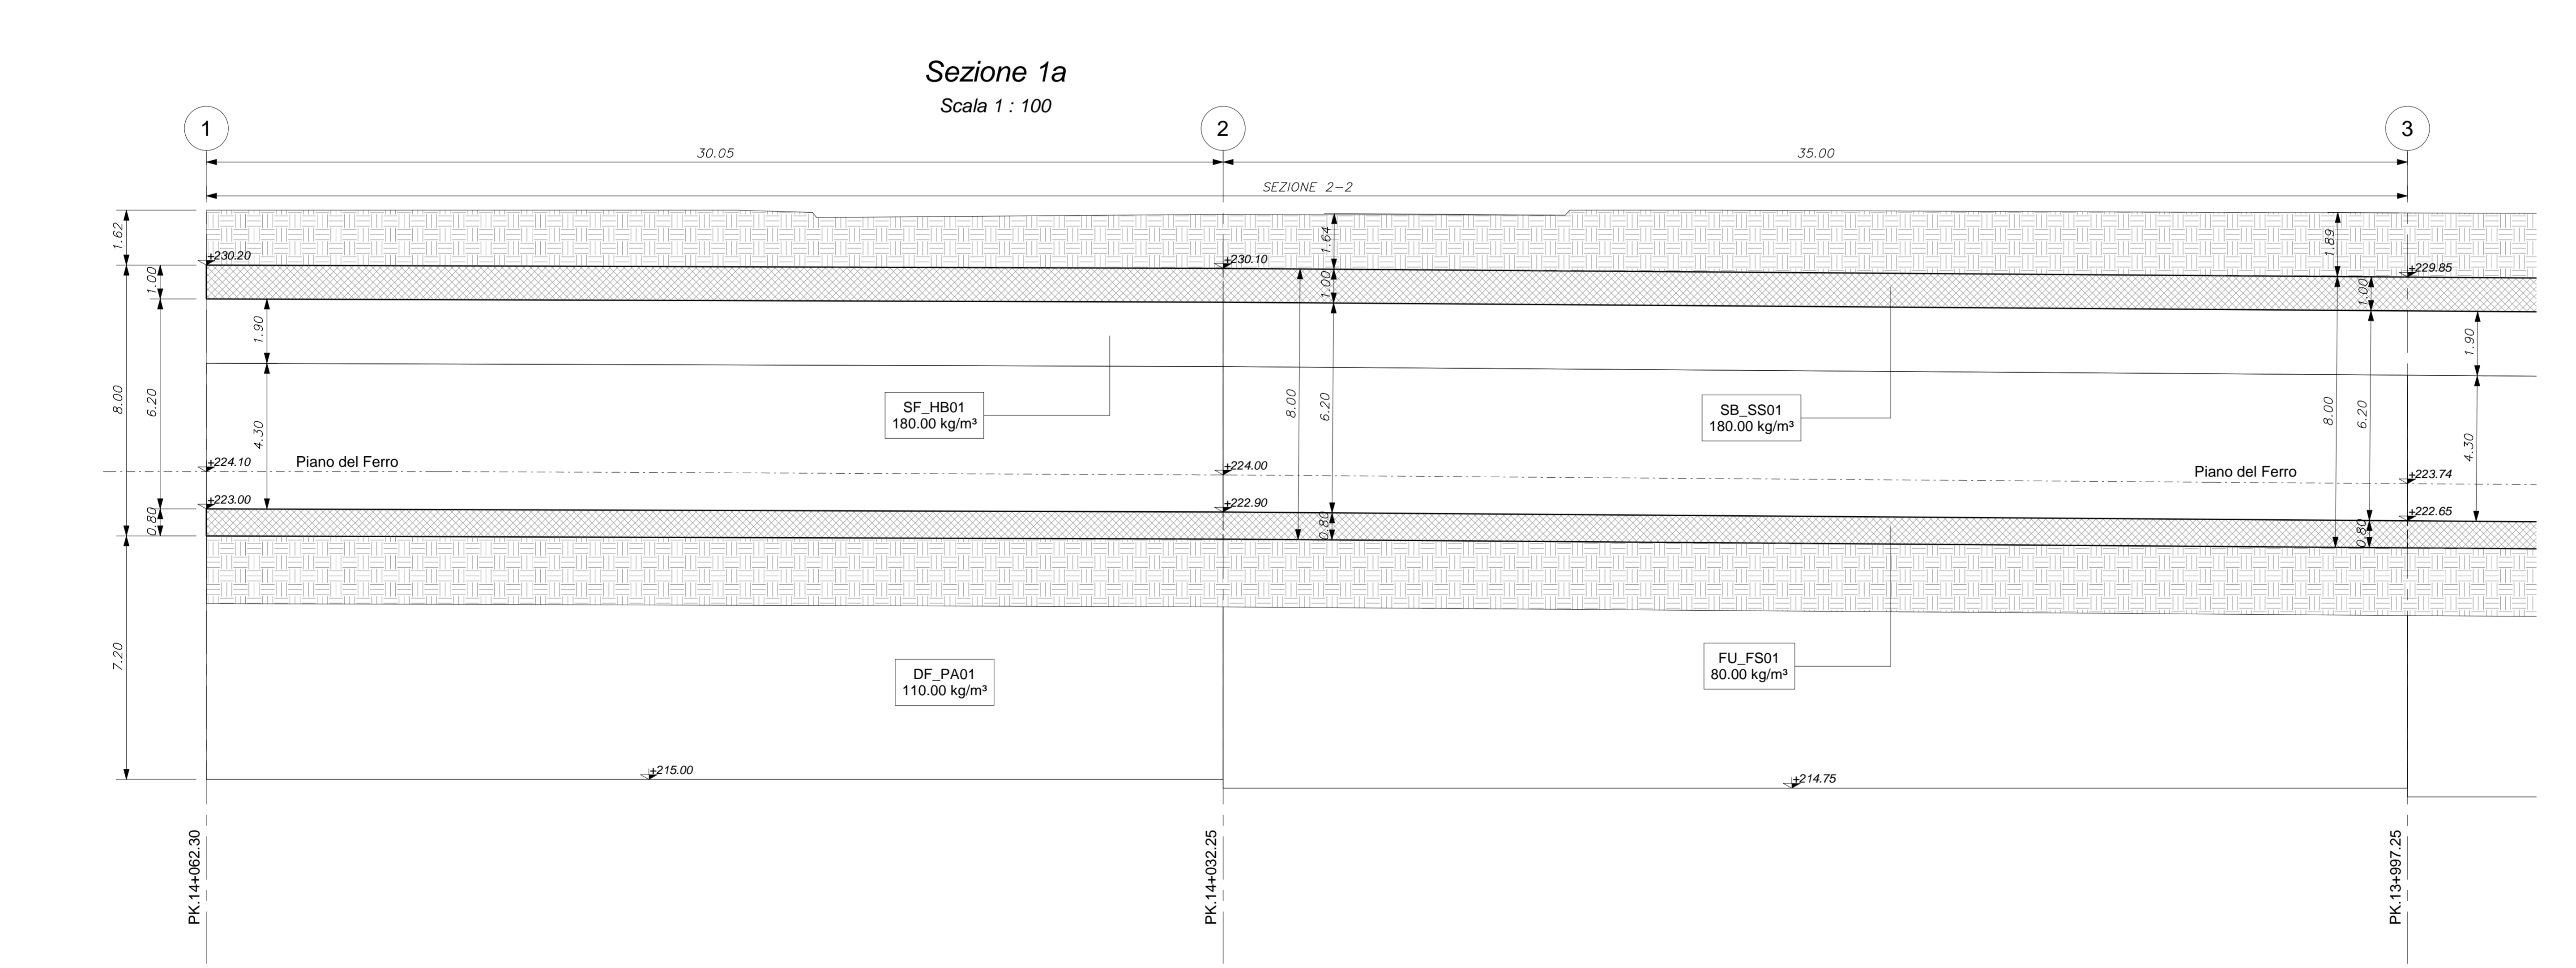 Sezione 1a
Scala 1 : 100
1
2
3
30.05
35.00
SEZIONE 2-2
1.62
1.64
1.89
+230.20
+230.10
+229.85
1.00
1.00
1.00
1.90
1.90
8.00
6.20
4.30
SF_HB01
180.00 kg/m³
8.00
6.20
SB_SS01
180.00 kg/m³
8.00
6.20
4.30
+224.10
Piano del Ferro
+224.00
Piano del Ferro
+223.74
+223.00
+222.90
+222.65
0.80
0.80
0.80
7.20
DF_PA01
110.00 kg/m³
FU_FS01
80.00 kg/m³
+215.00
+214.75
PK.14+062.30
PK.14+032.25
PK.13+997.25